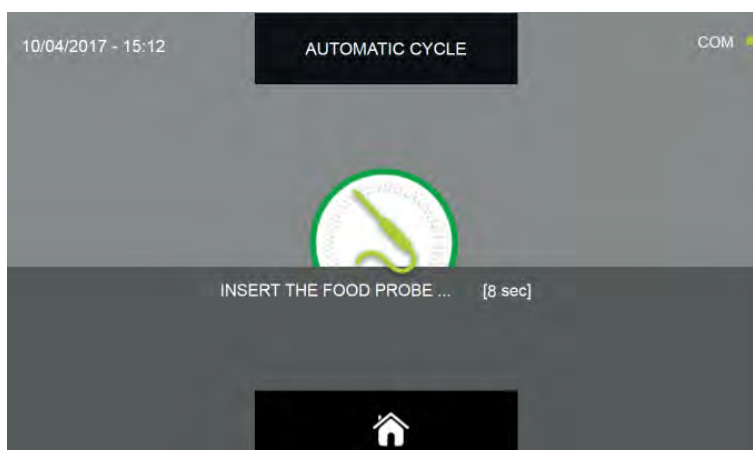 10/04/2017 - 15:12 AUTOMATIC CYCLE COM
INSERT THE FOOD PROBE ... [8 sec]